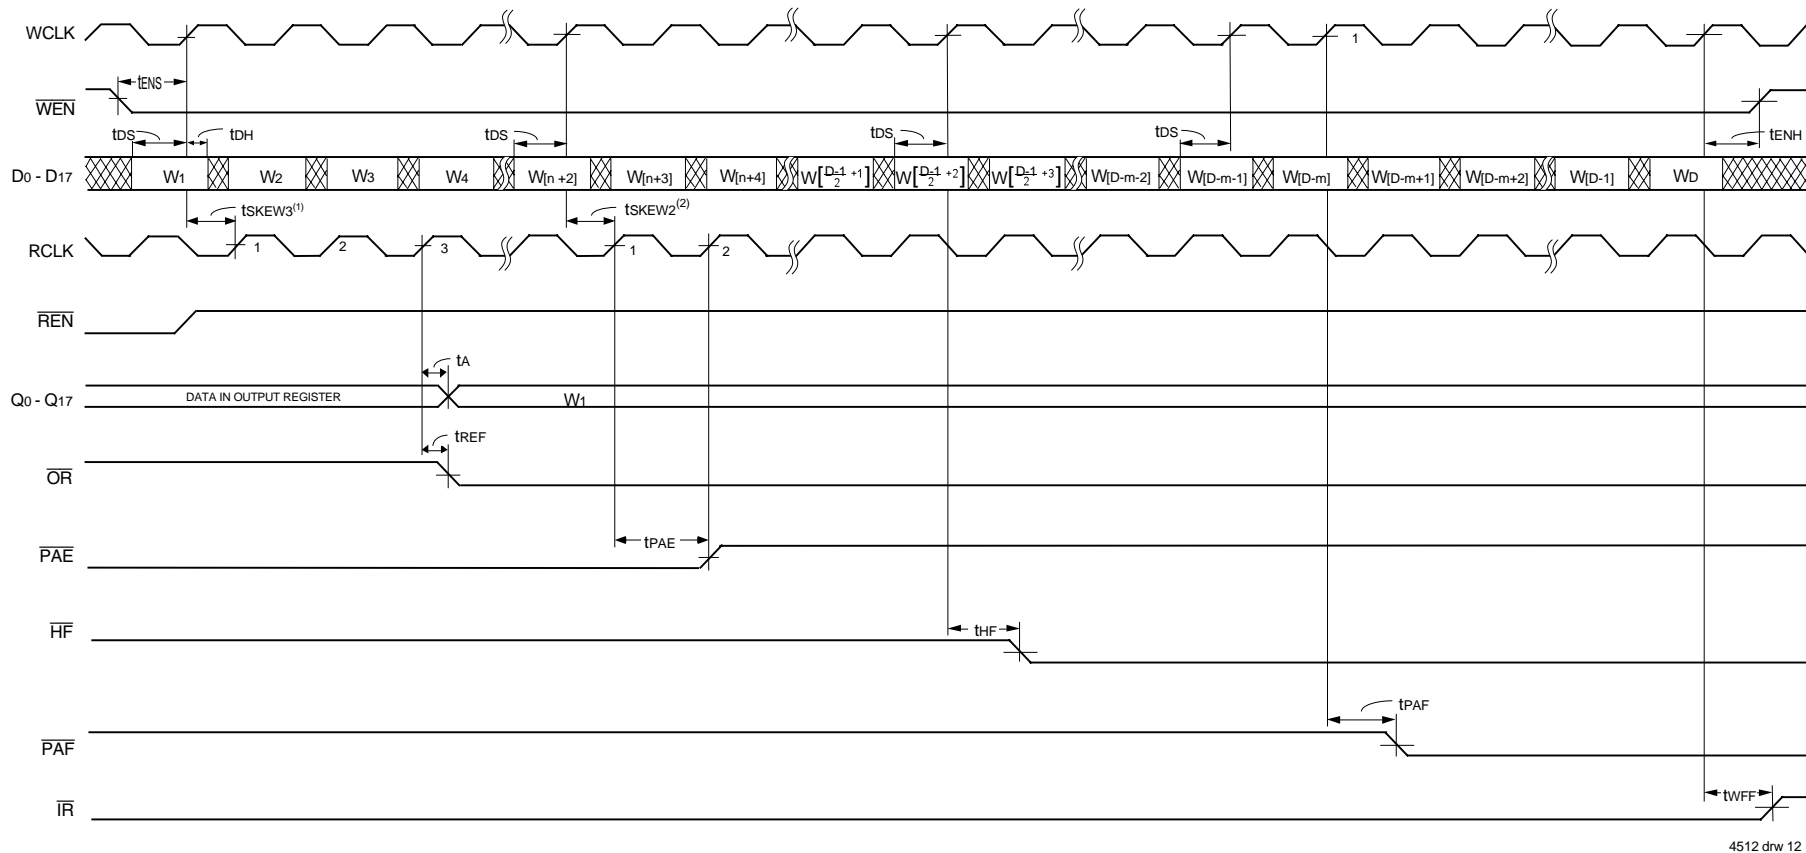 WCLK
1
tENS
WEN
tDS
tDH
tDS
tDS
tDS
tENH
D0 - D17
W1
W2
W3
W4
W[n +2]
W[n+3]
W[n+4]
W[D-1/2 +1]
W[D-1/2 +2]
W[D-1/2 +3]
W[D-m-2]
W[D-m-1]
W[D-m]
W[D-m+1]
W[D-m+2]
W[D-1]
WD
tSKEW3(1)
tSKEW2(2)
RCLK
1
2
3
1
2
REN
tA
Q0 - Q17
DATA IN OUTPUT REGISTER
W1
tREF
OR
PAE
tPAE
HF
tHF
tPAF
PAF
tWFF
IR
4512 drw 12